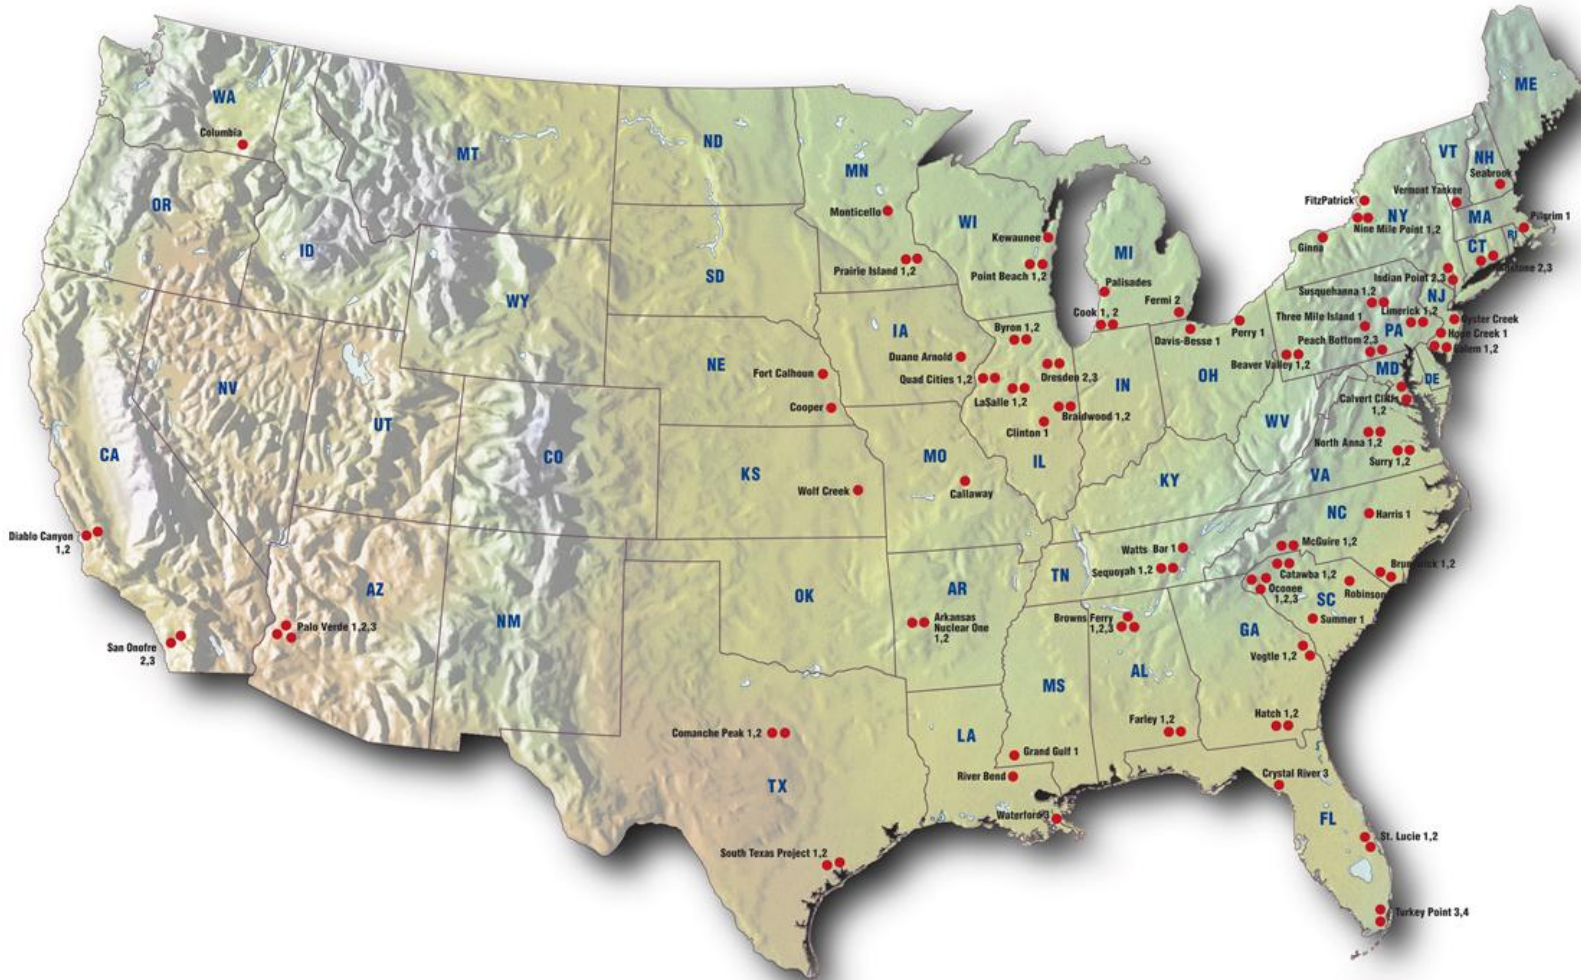 WA
Columbia
OR
ID
MT
WY
NV
UT
CA
CO
Diablo Canyon
1,2
San Onofre
2,3
AZ
Palo Verde 1,2,3
NM
ND
SD
NE
Fort Calhoun
Cooper
KS
Wolf Creek
OK
TX
Comanche Peak 1,2
South Texas Project 1,2
MN
Monticello
Prairie Island 1,2
IA
Duane Arnold
MO
Callaway
AR
Arkansas
Nuclear One
1,2
LA
River Bend
Waterford 3
WI
Kewaunee
Point Beach 1,2
IL
Byron 1,2
Quad Cities 1,2
Dresden 2,3
LaSalle 1,2
Braidwood 1,2
Clinton 1
MI
Palisades
Cook 1, 2
Fermi 2
IN
OH
Davis-Besse 1
Perry 1
KY
TN
Watts Bar 1
Sequoyah 1,2
MS
Grand Gulf 1
AL
Browns Ferry
1,2,3
Farley 1,2
GA
Vogtle 1,2
Hatch 1,2
FL
Crystal River 3
St. Lucie 1,2
Turkey Point 3,4
SC
Catawba 1,2
Oconee
1,2,3
Robinson
Summer 1
NC
Harris 1
McGuire 1,2
Brunswick 1,2
VA
North Anna 1,2
Surry 1,2
WV
MD
Calvert Cliffs
1,2
DE
PA
Beaver Valley 1,2
Susquehanna 1,2
Three Mile Island 1
Limerick 1,2
Peach Bottom 2,3
NJ
Oyster Creek
Hope Creek 1
Salem 1,2
NY
FitzPatrick
Nine Mile Point 1,2
Ginna
Indian Point 2,3
CT
Millstone 2,3
RI
MA
Pilgrim 1
VT
Vermont Yankee
NH
Seabrook
ME